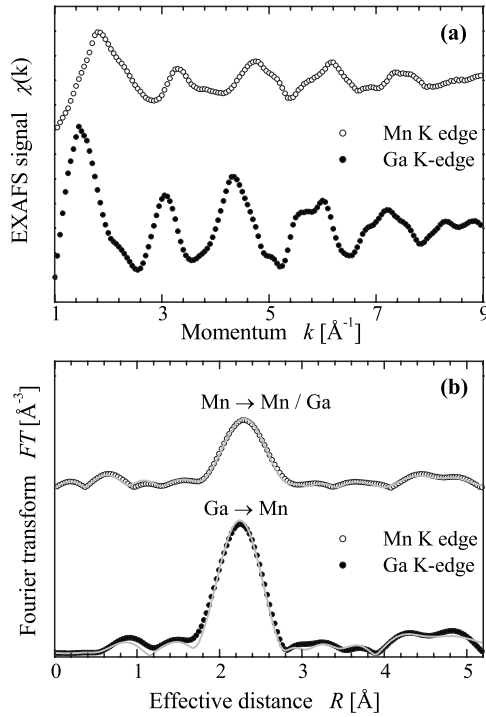 (a)
EXAFS signal χ(k)
Mn K edge
Ga K-edge
1 3 5 7 9
Momentum k [Å⁻¹]
(b)
Fourier transform FT [Å⁻³]
Mn → Mn / Ga
Ga → Mn
Mn K edge
Ga K-edge
0 1 2 3 4 5
Effective distance R [Å]